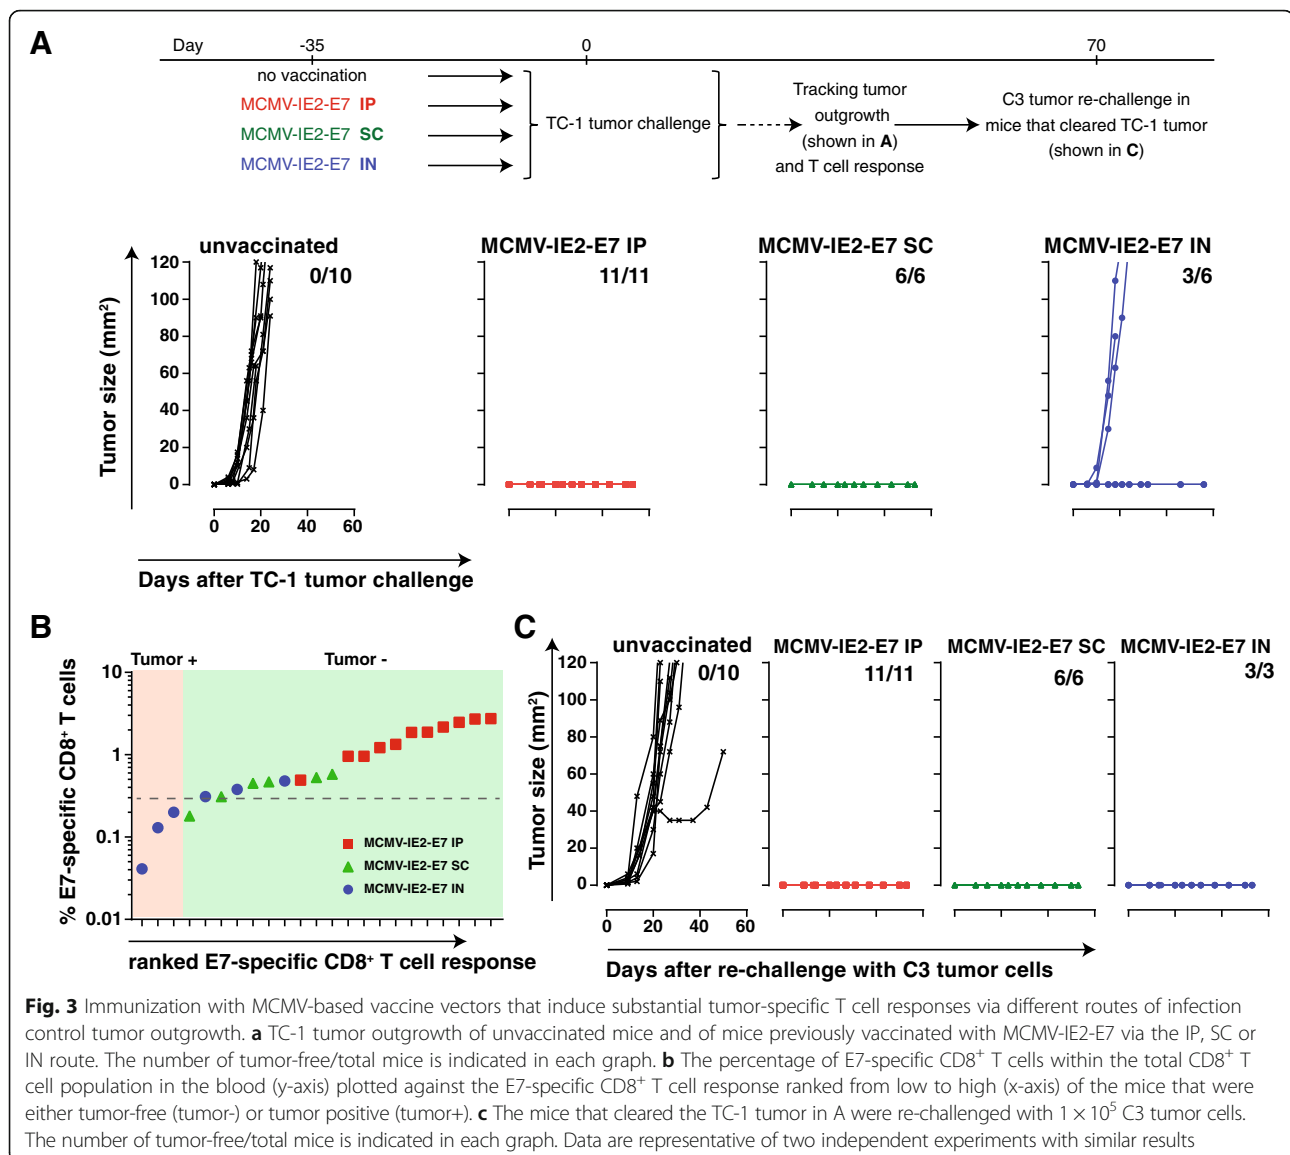 A
Day -35 0 70
no vaccination
MCMV-IE2-E7 IP
MCMV-IE2-E7 SC
MCMV-IE2-E7 IN
TC-1 tumor challenge
Tracking tumor
outgrowth
(shown in A)
and T cell response
C3 tumor re-challenge in
mice that cleared TC-1 tumor
(shown in C)
unvaccinated
0/10
MCMV-IE2-E7 IP
11/11
MCMV-IE2-E7 SC
6/6
MCMV-IE2-E7 IN
3/6
Tumor size (mm²)
120
100
80
60
40
20
0
0 20 40 60
Days after TC-1 tumor challenge
B
Tumor + Tumor -
% E7-specific CD8⁺ T cells
10
1
0.1
0.01
MCMV-IE2-E7 IP
MCMV-IE2-E7 SC
MCMV-IE2-E7 IN
ranked E7-specific CD8⁺ T cell response
C
unvaccinated
0/10
MCMV-IE2-E7 IP
11/11
MCMV-IE2-E7 SC
6/6
MCMV-IE2-E7 IN
3/3
Tumor size (mm²)
120
100
80
60
40
20
0
0 20 40 60
Days after re-challenge with C3 tumor cells
Fig. 3 Immunization with MCMV-based vaccine vectors that induce substantial tumor-specific T cell responses via different routes of infection
control tumor outgrowth. a TC-1 tumor outgrowth of unvaccinated mice and of mice previously vaccinated with MCMV-IE2-E7 via the IP, SC or
IN route. The number of tumor-free/total mice is indicated in each graph. b The percentage of E7-specific CD8⁺ T cells within the total CD8⁺ T
cell population in the blood (y-axis) plotted against the E7-specific CD8⁺ T cell response ranked from low to high (x-axis) of the mice that were
either tumor-free (tumor-) or tumor positive (tumor+). c The mice that cleared the TC-1 tumor in A were re-challenged with 1 × 10⁵ C3 tumor cells.
The number of tumor-free/total mice is indicated in each graph. Data are representative of two independent experiments with similar results